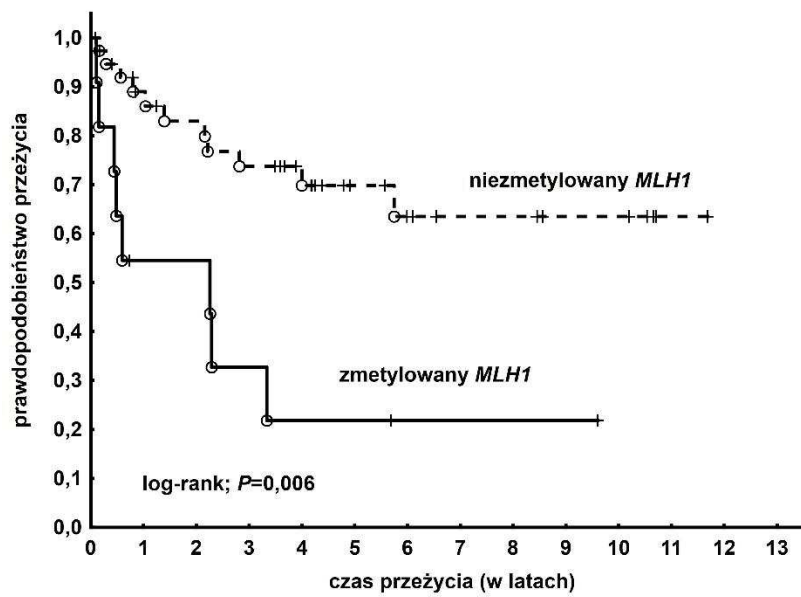 prawdopodobieństwo przeżycia
1,0
0,9
0,8
0,7
0,6
0,5
0,4
0,3
0,2
0,1
0,0
niezmetylowany MLH1
zmetylowany MLH1
log-rank; P=0,006
0 1 2 3 4 5 6 7 8 9 10 11 12 13
czas przeżycia (w latach)